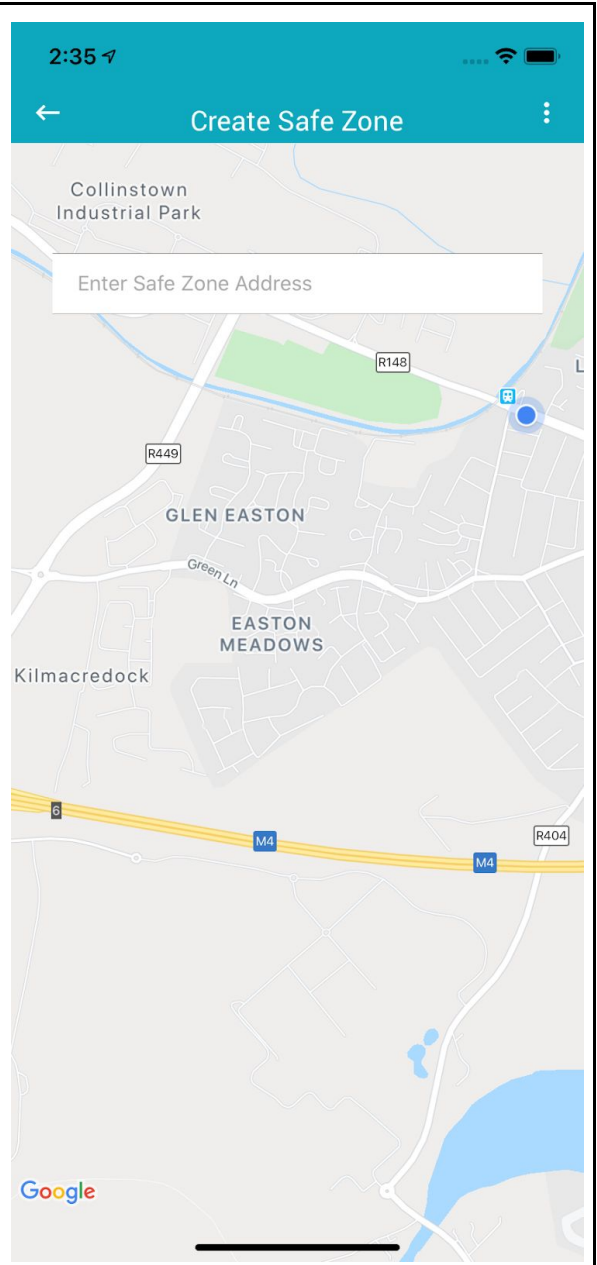 2:35
Create Safe Zone
Collinstown
Industrial Park
Enter Safe Zone Address
R148
L
R449
GLEN EASTON
Green Ln
EASTON
MEADOWS
Kilmacredock
6
M4
R404
M4
Google